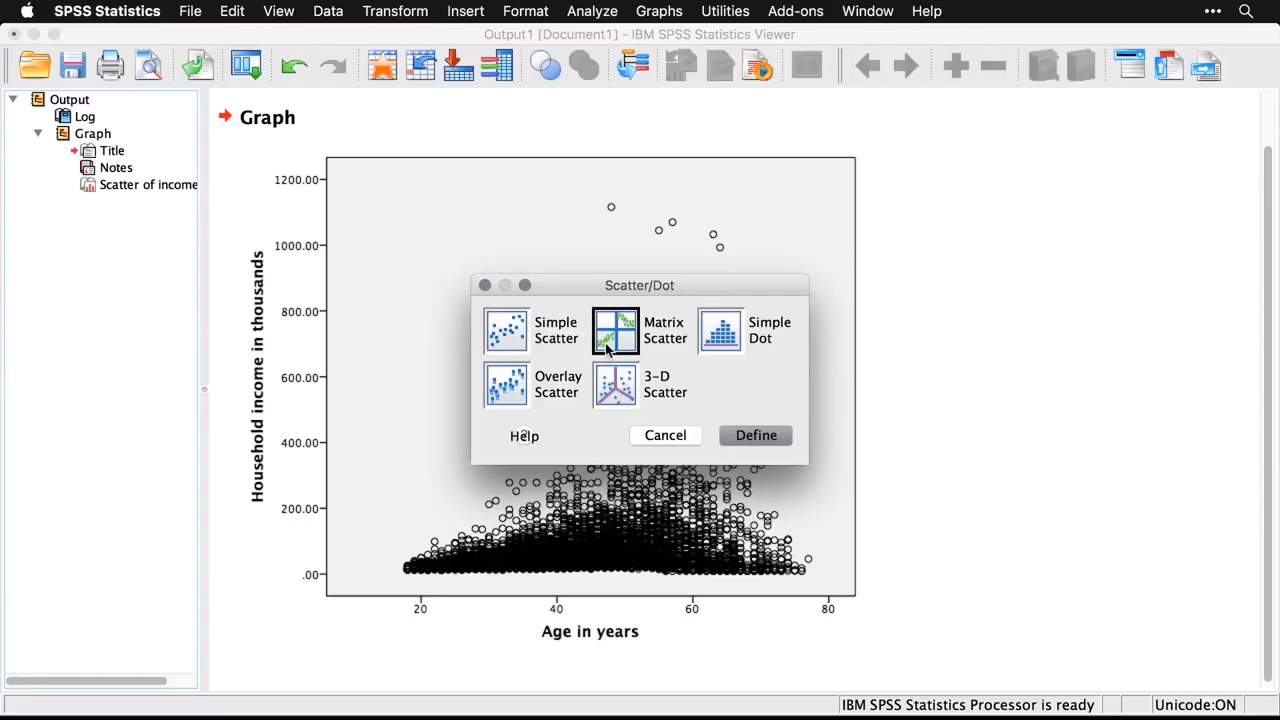 SPSS Statistics File Edit View Data Transform Insert Format Analyze Graphs Utilities Add-ons Window Help •••
Output1 [Document1] - IBM SPSS Statistics Viewer
Output
Log
Graph
Title
Notes
Scatter of income
Graph
1200.00
1000.00
800.00
600.00
400.00
200.00
.00
Household income in thousands
20 40 60 80
Age in years
Scatter/Dot
Simple
Scatter
Matrix
Scatter
Simple
Dot
Overlay
Scatter
3-D
Scatter
Help
Cancel
Define
IBM SPSS Statistics Processor is ready
Unicode:ON